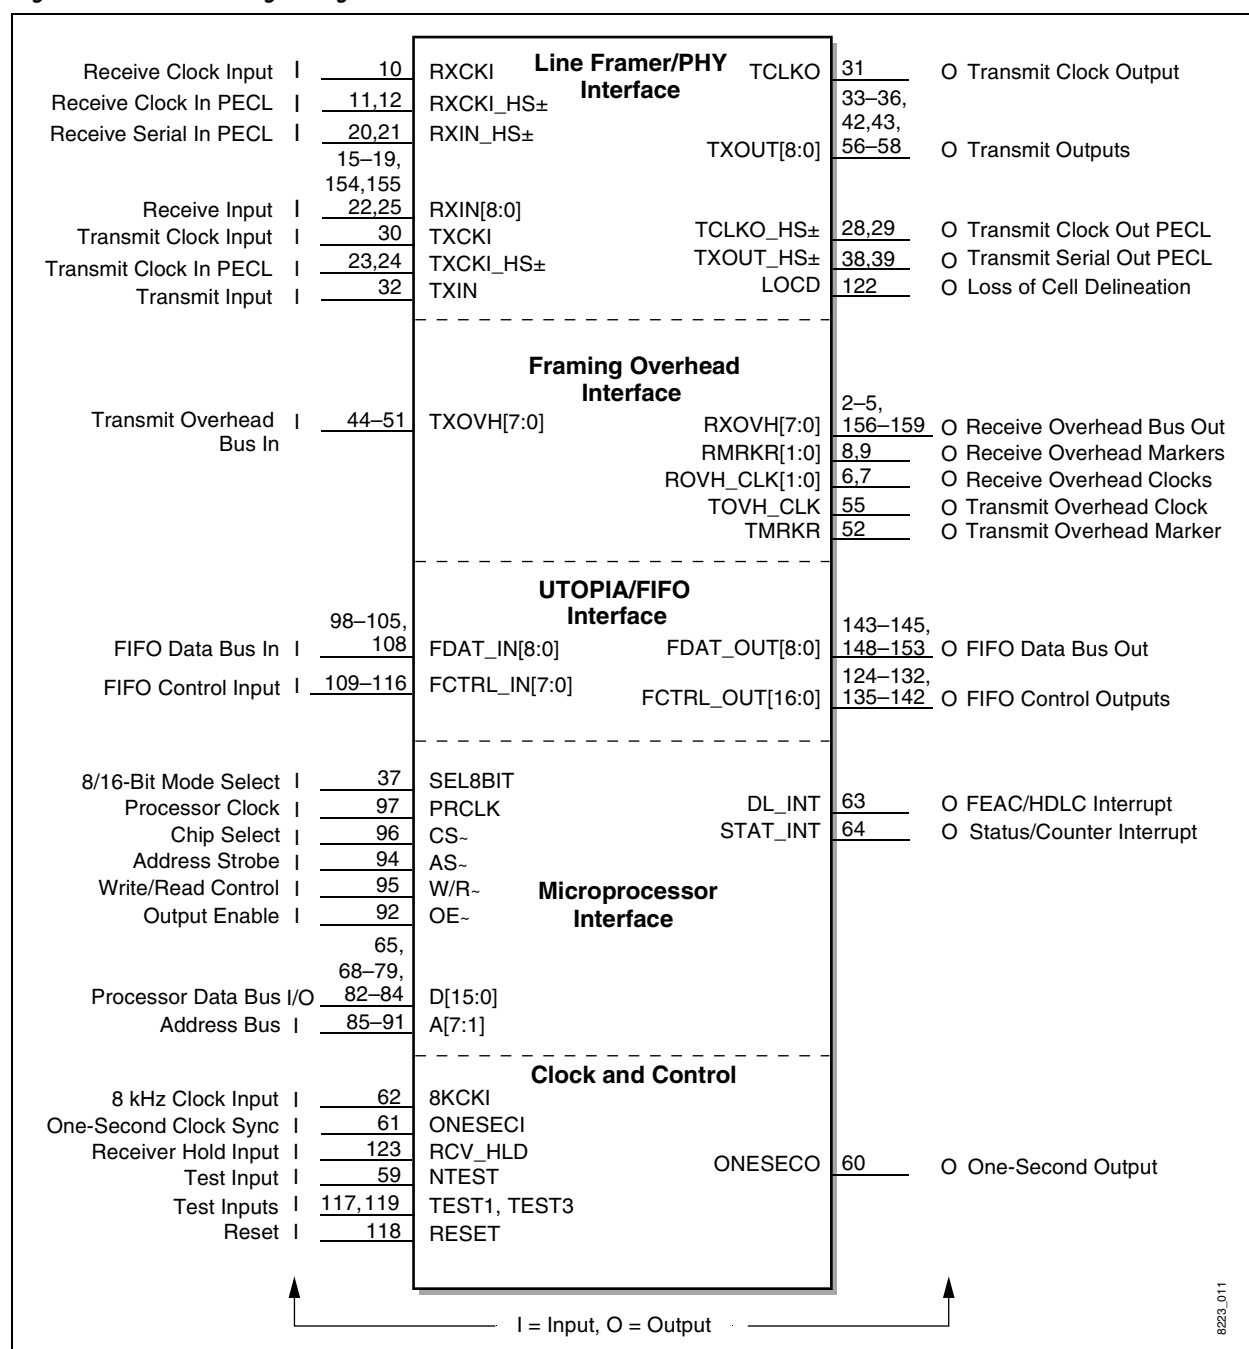 Line Framer/PHY
Interface
Receive Clock Input I 10 RXCKI
Receive Clock In PECL I 11,12 RXCKI_HS±
Receive Serial In PECL I 20,21 RXIN_HS±
15–19,
154,155
Receive Input I 22,25 RXIN[8:0]
Transmit Clock Input I 30 TXCKI
Transmit Clock In PECL I 23,24 TXCKI_HS±
Transmit Input I 32 TXIN
TCLKO 31 O Transmit Clock Output
33–36,
42,43,
TXOUT[8:0] 56–58 O Transmit Outputs
TCLKO_HS± 28,29 O Transmit Clock Out PECL
TXOUT_HS± 38,39 O Transmit Serial Out PECL
LOCD 122 O Loss of Cell Delineation
Framing Overhead
Interface
Transmit Overhead I 44–51 TXOVH[7:0]
Bus In
2–5,
RXOVH[7:0] 156–159 O Receive Overhead Bus Out
RMRKR[1:0] 8,9 O Receive Overhead Markers
ROVH_CLK[1:0] 6,7 O Receive Overhead Clocks
TOVH_CLK 55 O Transmit Overhead Clock
TMRKR 52 O Transmit Overhead Marker
UTOPIA/FIFO
Interface
98–105,
FIFO Data Bus In I 108 FDAT_IN[8:0]
FIFO Control Input I 109–116 FCTRL_IN[7:0]
143–145,
FDAT_OUT[8:0] 148–153 O FIFO Data Bus Out
124–132,
FCTRL_OUT[16:0] 135–142 O FIFO Control Outputs
8/16-Bit Mode Select I 37 SEL8BIT
Processor Clock I 97 PRCLK
Chip Select I 96 CS~
Address Strobe I 94 AS~
Write/Read Control I 95 W/R~
Output Enable I 92 OE~
Microprocessor
Interface
65,
68–79,
Processor Data Bus I/O 82–84 D[15:0]
Address Bus I 85–91 A[7:1]
DL_INT 63 O FEAC/HDLC Interrupt
STAT_INT 64 O Status/Counter Interrupt
Clock and Control
8 kHz Clock Input I 62 8KCKI
One-Second Clock Sync I 61 ONESECI
Receiver Hold Input I 123 RCV_HLD
Test Input I 59 NTEST
Test Inputs I 117,119 TEST1, TEST3
Reset I 118 RESET
ONESECO 60 O One-Second Output
I = Input, O = Output
8223_011